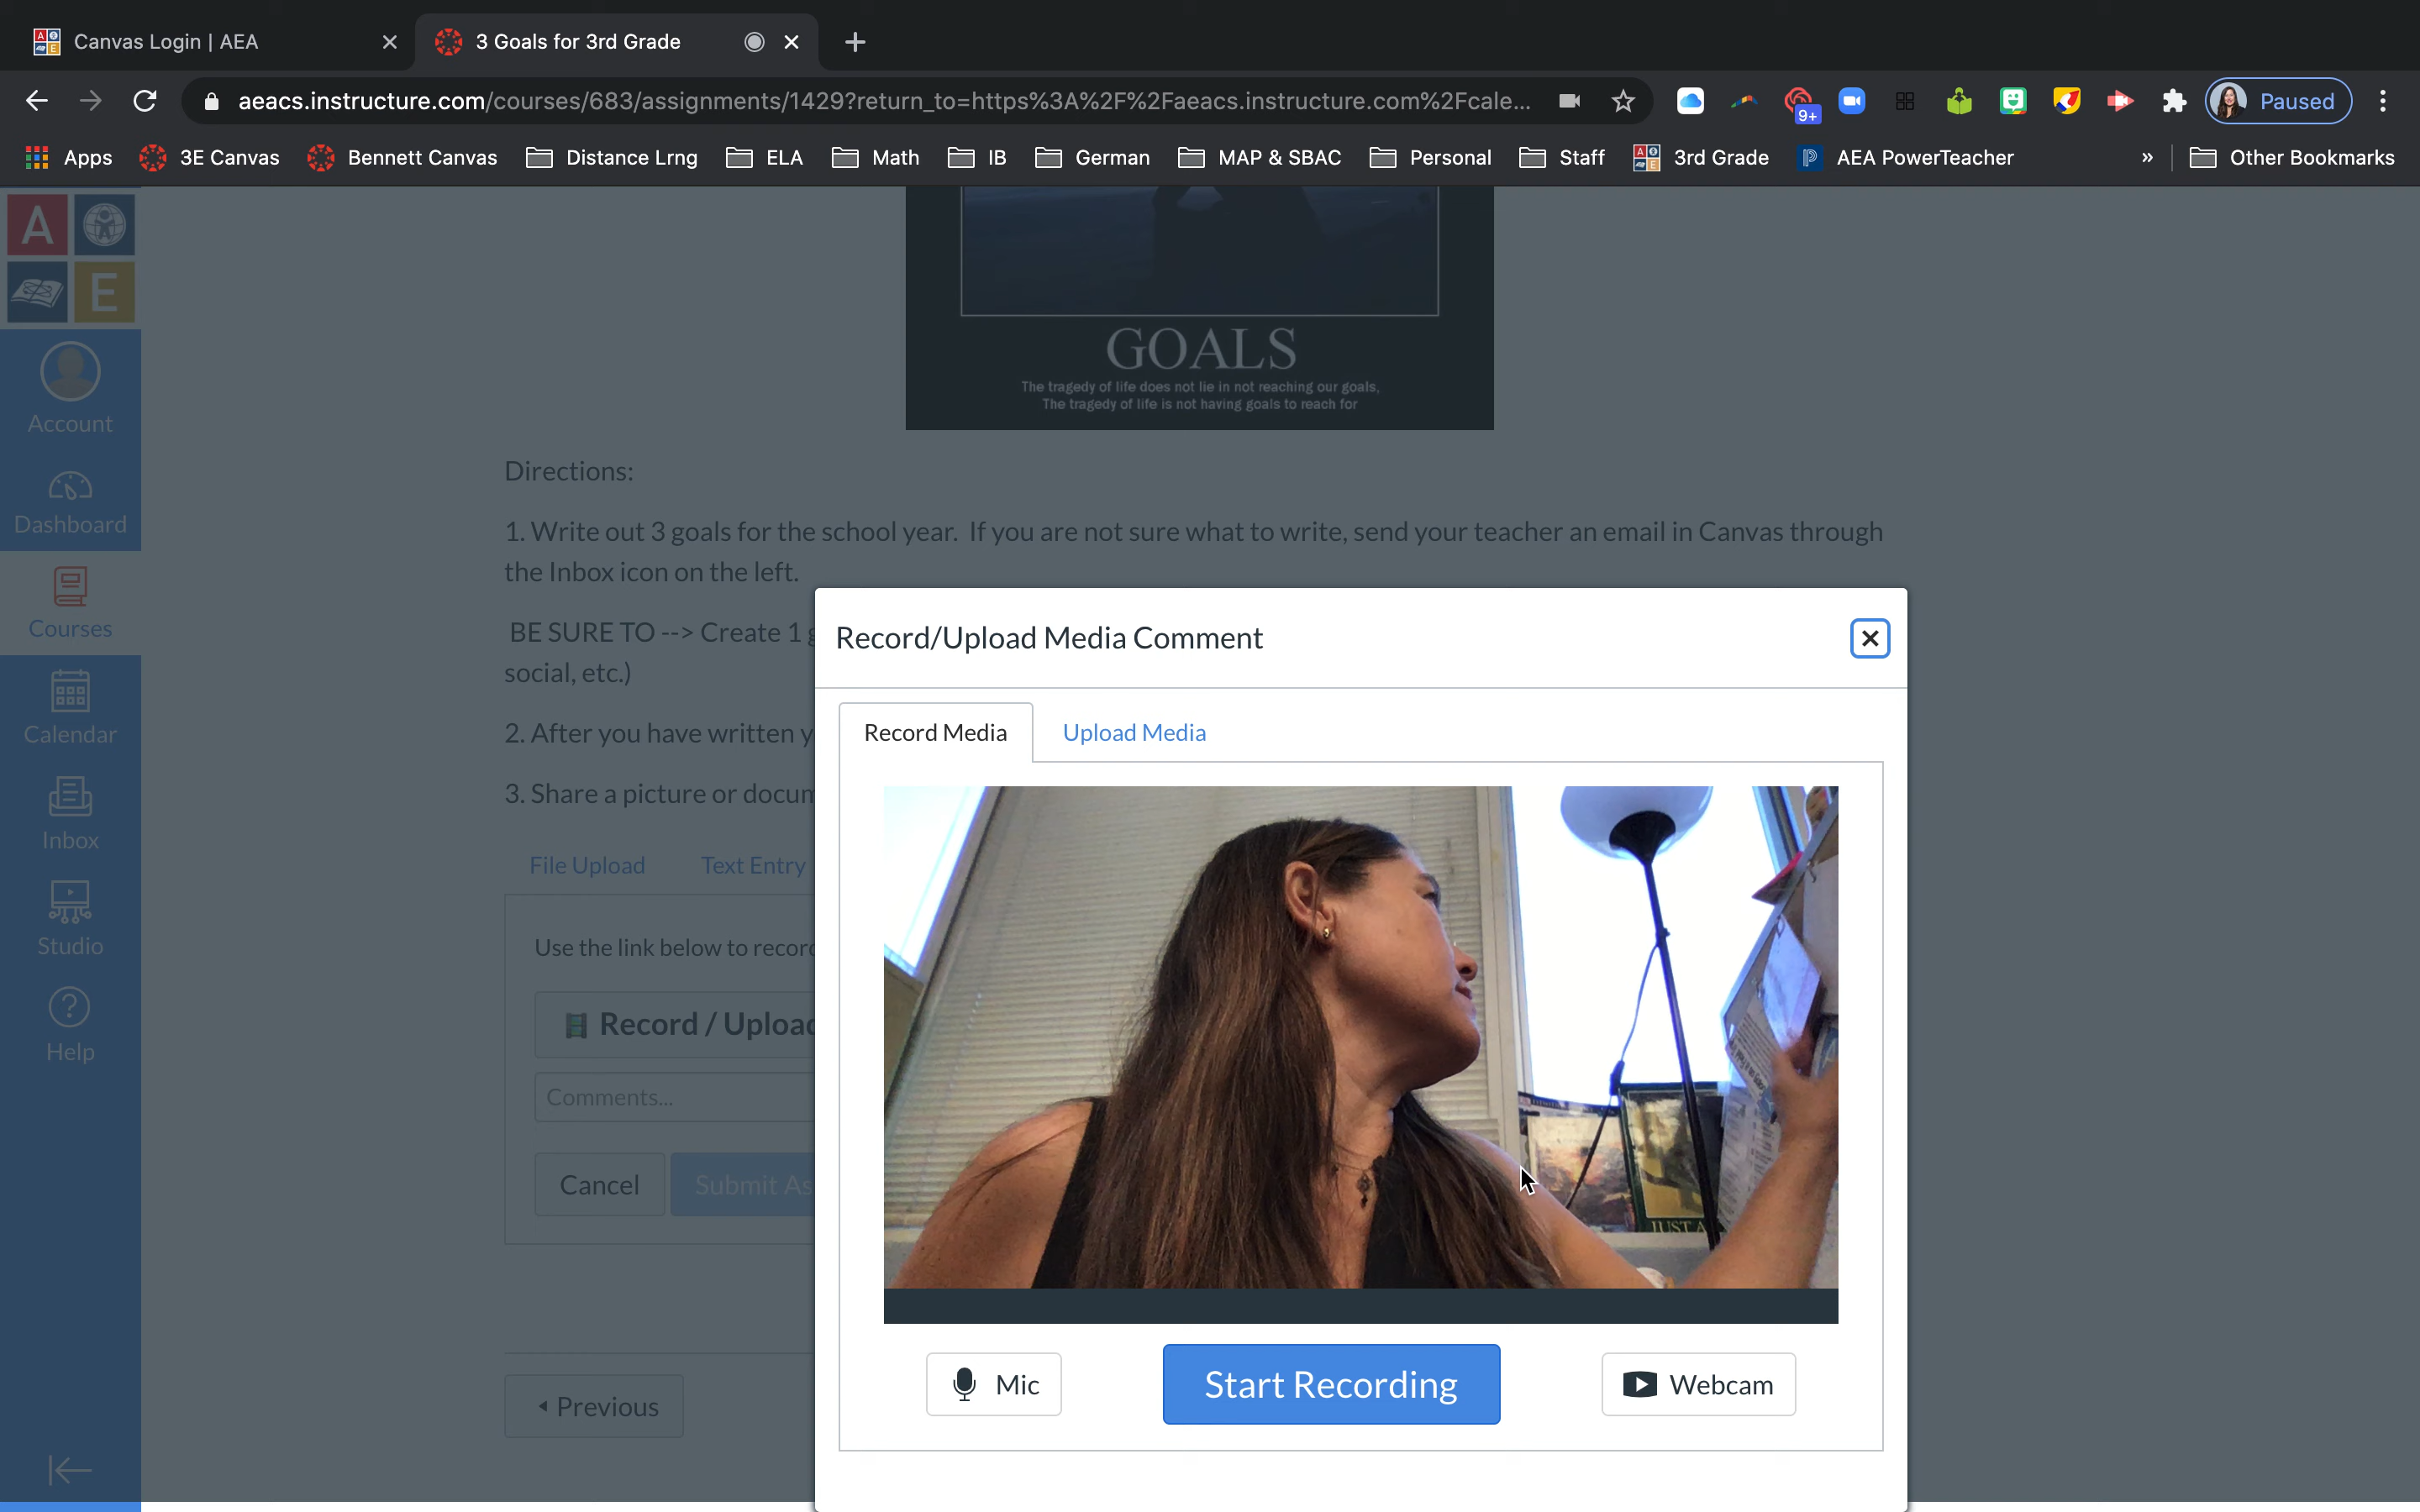 Canvas Login | AEA
3 Goals for 3rd Grade
aeacs.instructure.com/courses/683/assignments/1429?return_to=https%3A%2F%2Faeacs.instructure.com%2Fcale...
9+
Paused
Apps
3E Canvas
Bennett Canvas
Distance Lrng
ELA
Math
IB
German
MAP & SBAC
Personal
Staff
3rd Grade
AEA PowerTeacher
»
Other Bookmarks
A
E
Account
Dashboard
Courses
Calendar
Inbox
Studio
Help
GOALS
The tragedy of life does not lie in not reaching our goals,
The tragedy of life is not having goals to reach for
Directions:
1. Write out 3 goals for the school year. If you are not sure what to write, send your teacher an email in Canvas through
the Inbox icon on the left.
BE SURE TO --> Create 1 g
social, etc.)
2. After you have written y
3. Share a picture or docum
File Upload
Text Entry
Use the link below to record
Record / Upload
Comments...
Cancel
Submit As
Previous
Record/Upload Media Comment
Record Media
Upload Media
JUST A
Mic
Start Recording
Webcam